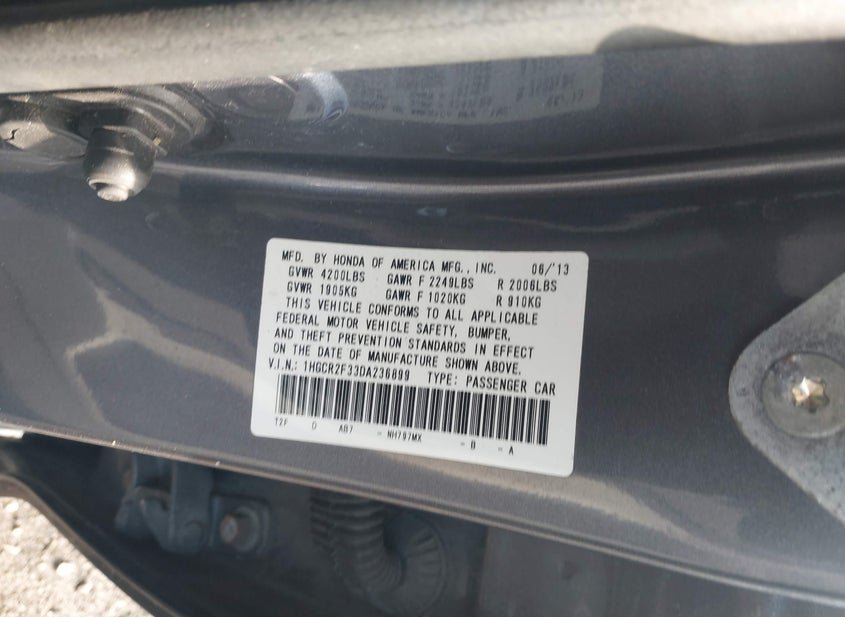 MFD. BY HONDA OF AMERICA MFG., INC. 06/'13
GVWR 4200LBS GAWR F 2249LBS R 2006LBS
GVWR 1905KG GAWR F 1020KG R 910KG
THIS VEHICLE CONFORMS TO ALL APPLICABLE
FEDERAL MOTOR VEHICLE SAFETY, BUMPER,
AND THEFT PREVENTION STANDARDS IN EFFECT
ON THE DATE OF MANUFACTURE SHOWN ABOVE.
V.I.N.: 1HGCR2F33DA236899 TYPE: PASSENGER CAR
T2F D AB7 = NH797MX = B = A